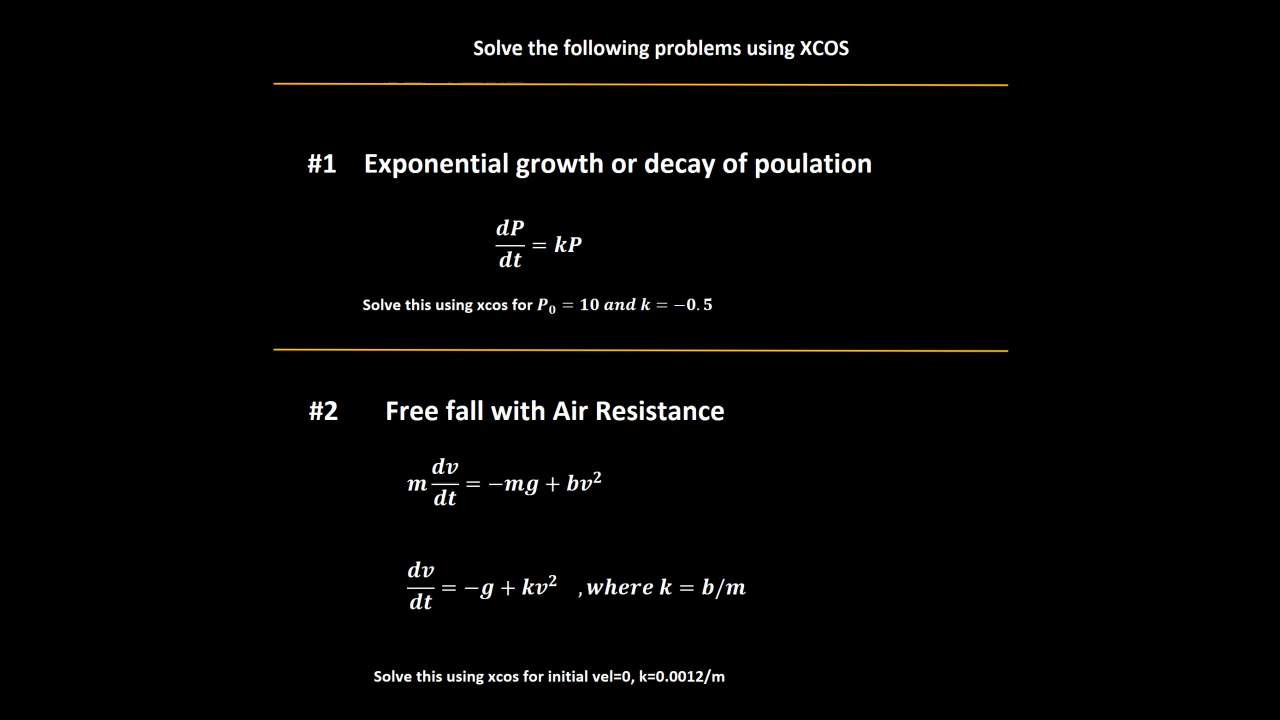 Solve the following problems using XCOS
#1 Exponential growth or decay of poulation
dP/dt = kP
Solve this using xcos for P₀ = 10 and k = −0.5
#2 Free fall with Air Resistance
m dv/dt = −mg + bv²
dv/dt = −g + kv² ,where k = b/m
Solve this using xcos for initial vel=0, k=0.0012/m